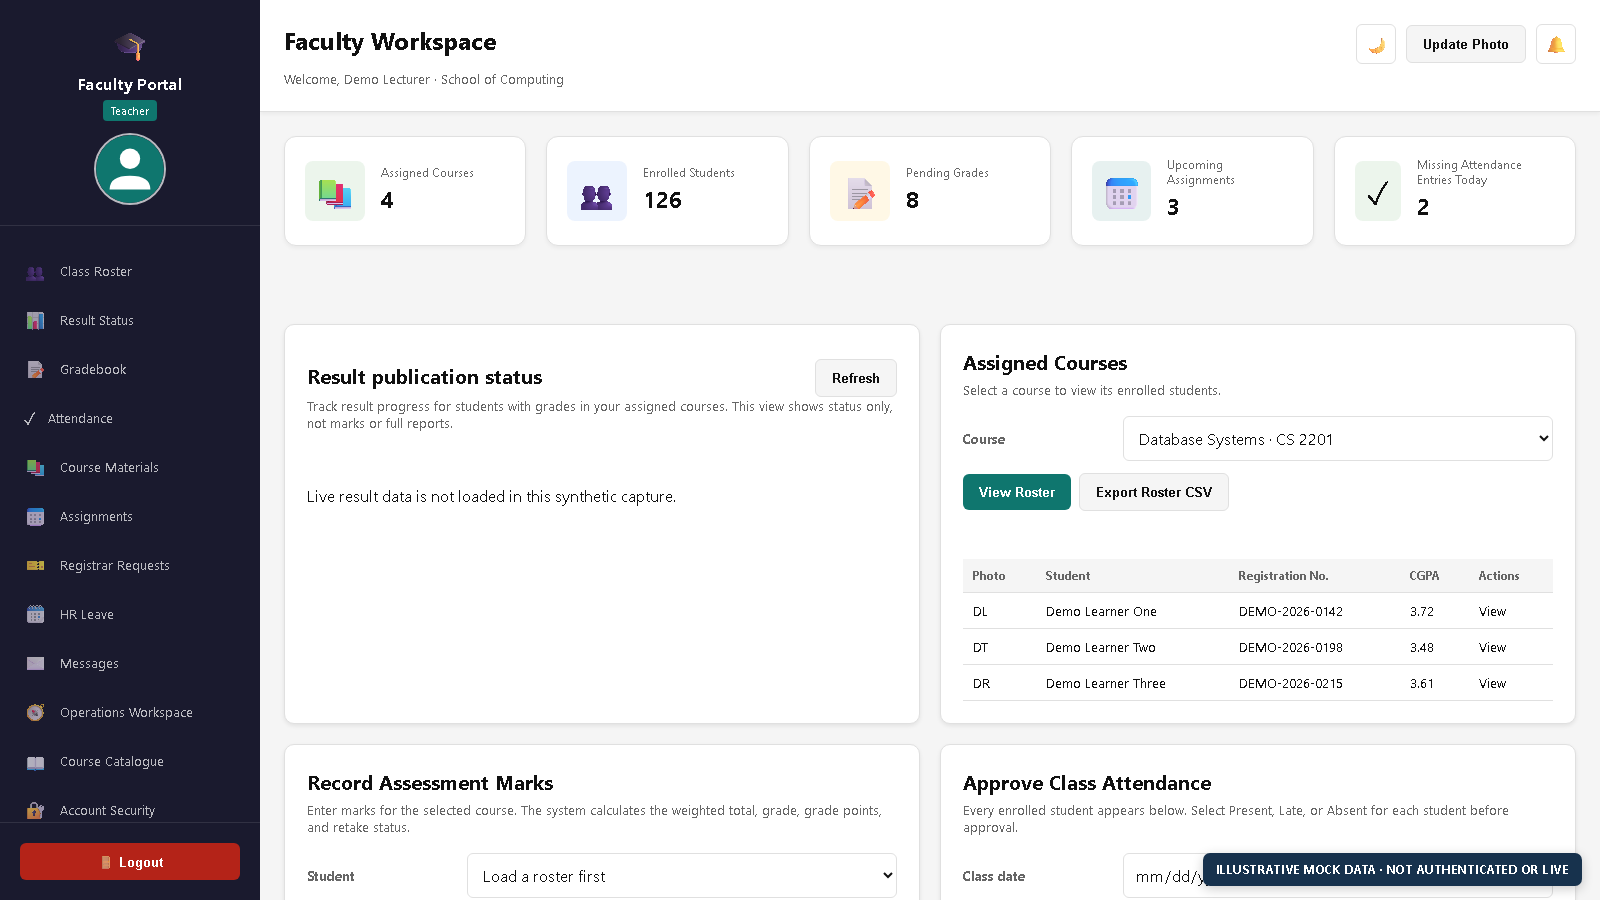 Faculty Portal
Teacher
Class Roster
Result Status
Gradebook
Attendance
Course Materials
Assignments
Registrar Requests
HR Leave
Messages
Operations Workspace
Course Catalogue
Account Security
Logout
Faculty Workspace
Welcome, Demo Lecturer · School of Computing
Update Photo
Assigned Courses
4
Enrolled Students
126
Pending Grades
8
Upcoming
Assignments
3
Missing Attendance
Entries Today
2
Result publication status
Refresh
Track result progress for students with grades in your assigned courses. This view shows status only,
not marks or full reports.
Live result data is not loaded in this synthetic capture.
Assigned Courses
Select a course to view its enrolled students.
Course
Database Systems · CS 2201
View Roster
Export Roster CSV
Photo Student Registration No. CGPA Actions
DL Demo Learner One DEMO-2026-0142 3.72 View
DT Demo Learner Two DEMO-2026-0198 3.48 View
DR Demo Learner Three DEMO-2026-0215 3.61 View
Record Assessment Marks
Enter marks for the selected course. The system calculates the weighted total, grade, grade points,
and retake status.
Student
Load a roster first
Approve Class Attendance
Every enrolled student appears below. Select Present, Late, or Absent for each student before
approval.
Class date
mm/dd/y
ILLUSTRATIVE MOCK DATA · NOT AUTHENTICATED OR LIVE